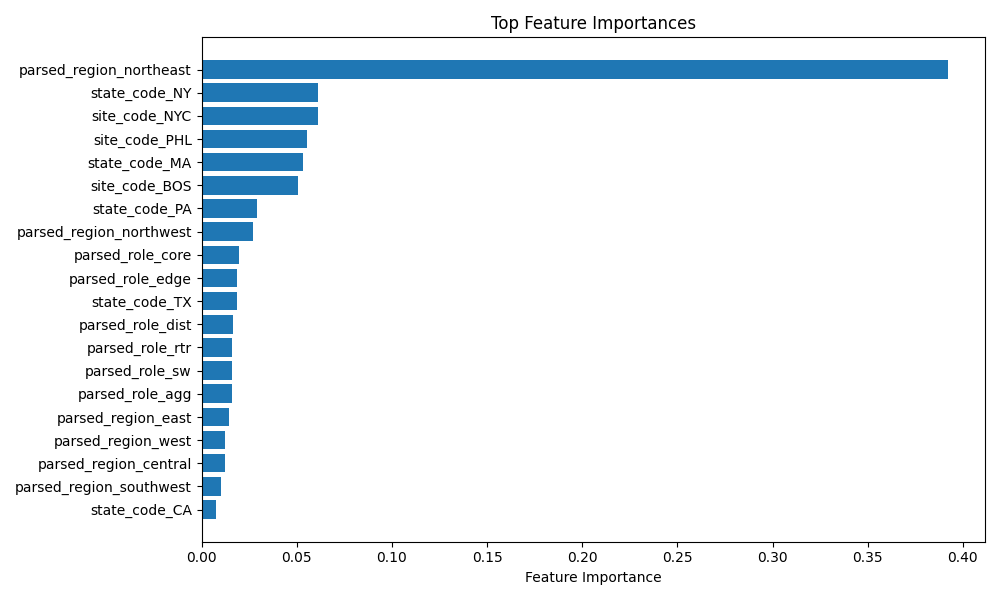 Top Feature Importances
parsed_region_northeast
state_code_NY
site_code_NYC
site_code_PHL
state_code_MA
site_code_BOS
state_code_PA
parsed_region_northwest
parsed_role_core
parsed_role_edge
state_code_TX
parsed_role_dist
parsed_role_rtr
parsed_role_sw
parsed_role_agg
parsed_region_east
parsed_region_west
parsed_region_central
parsed_region_southwest
state_code_CA
0.00 0.05 0.10 0.15 0.20 0.25 0.30 0.35 0.40
Feature Importance